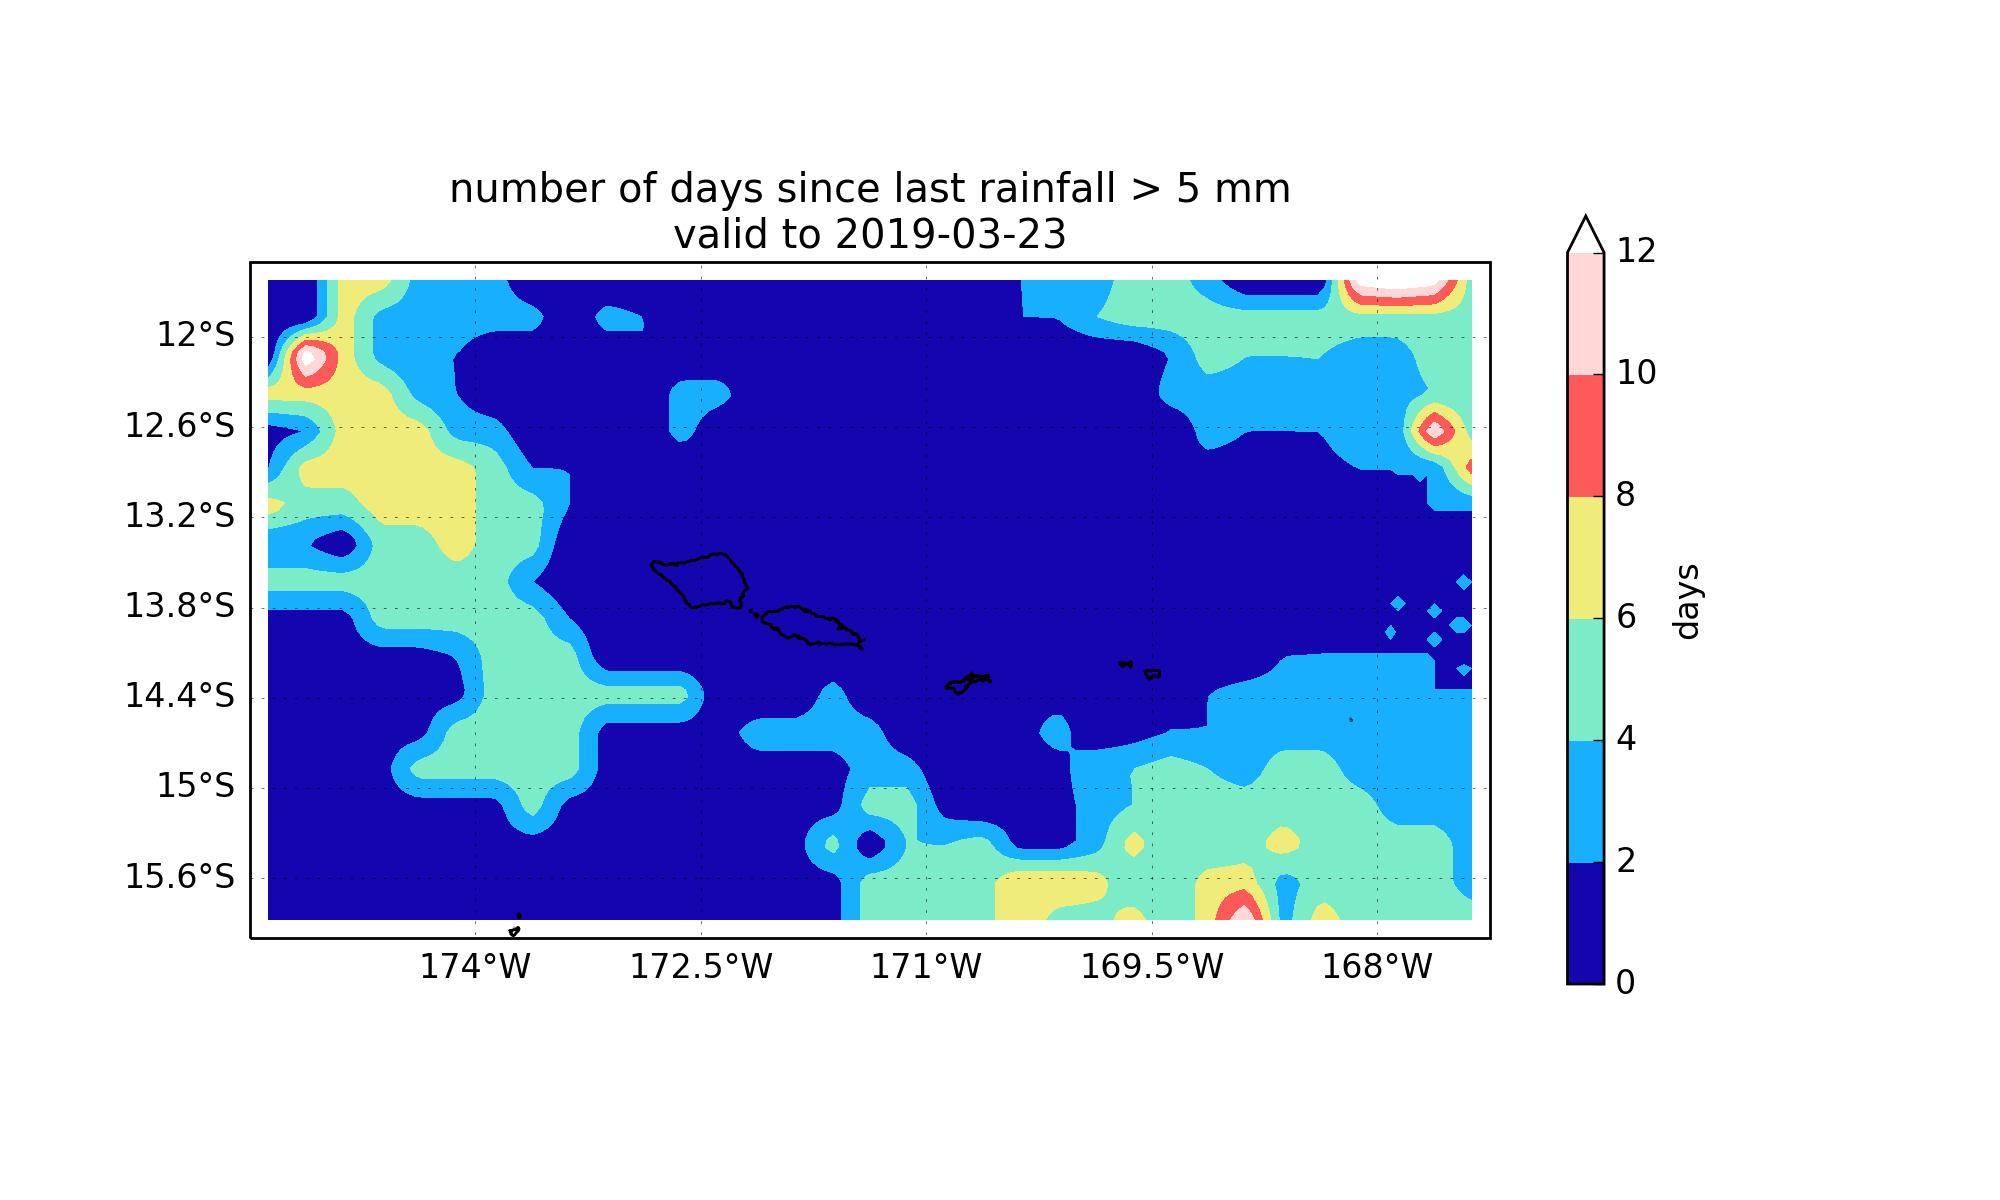 number of days since last rainfall > 5 mm
valid to 2019-03-23
12°S
12.6°S
13.2°S
13.8°S
14.4°S
15°S
15.6°S
174°W 172.5°W 171°W 169.5°W 168°W
12
10
8
6
4
2
0
days